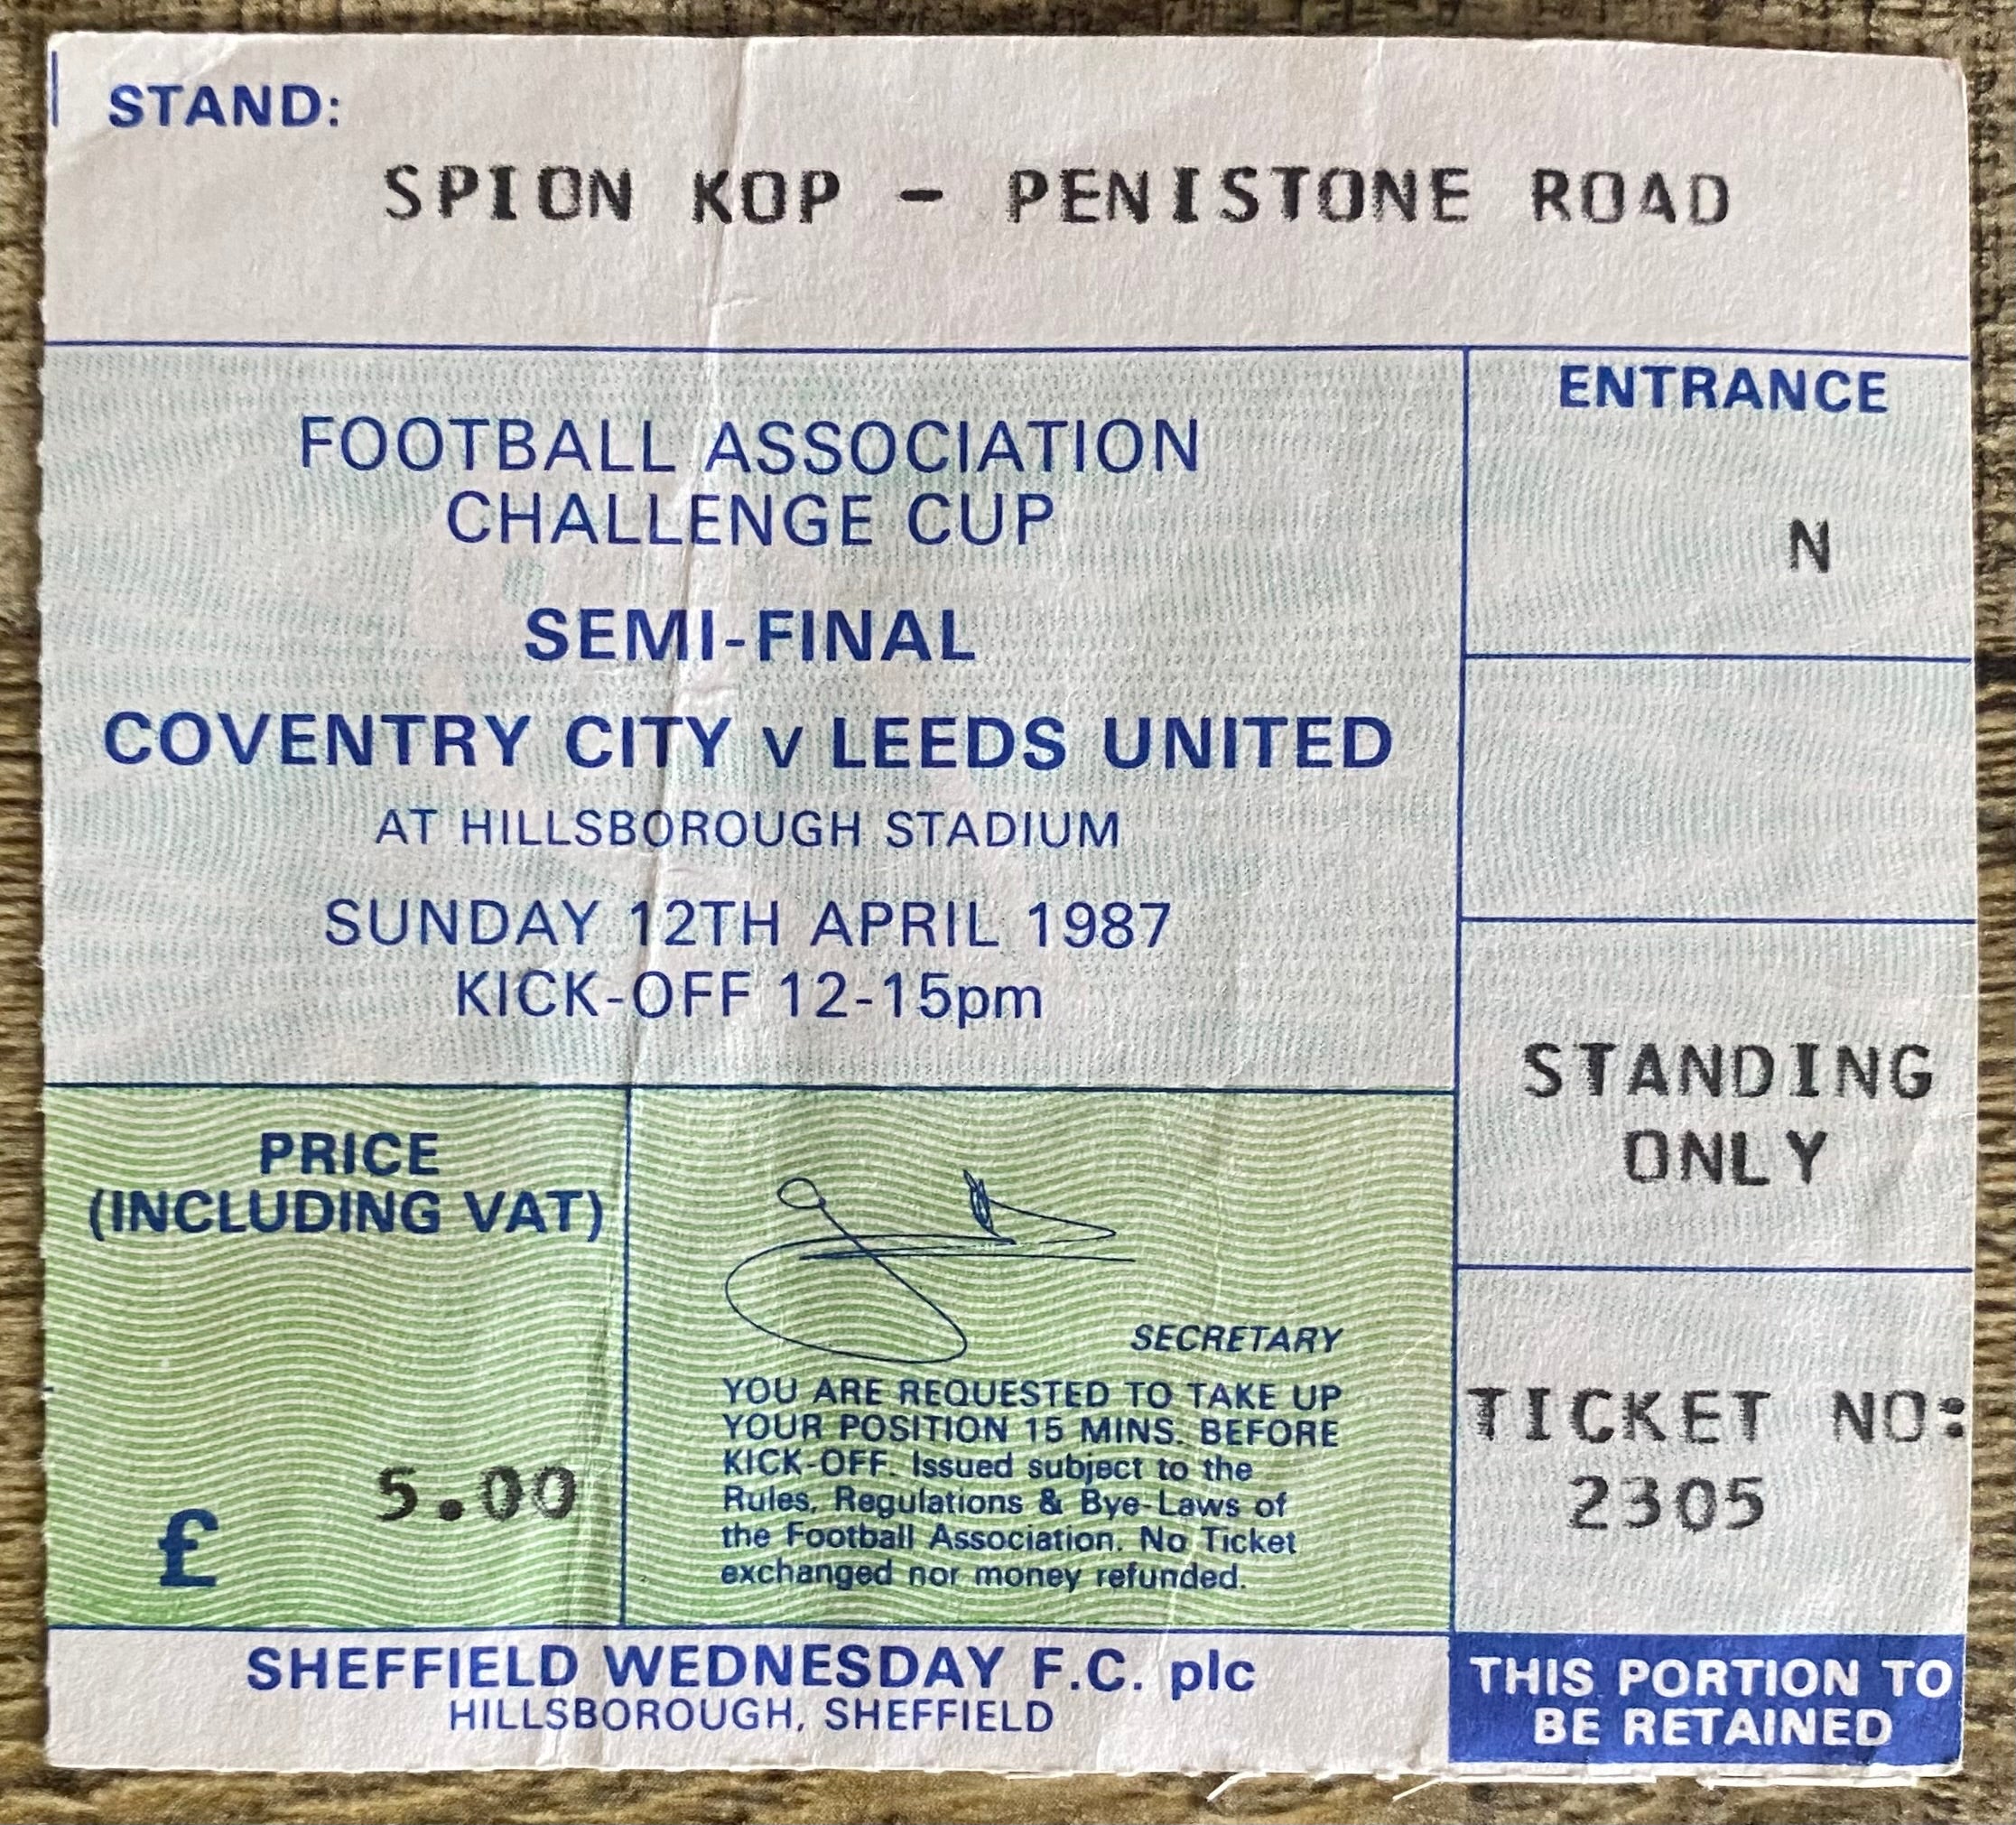 STAND:
SPION KOP - PENISTONE ROAD
FOOTBALL ASSOCIATION
CHALLENGE CUP
SEMI-FINAL
COVENTRY CITY v LEEDS UNITED
AT HILLSBOROUGH STADIUM
SUNDAY 12TH APRIL 1987
KICK-OFF 12-15pm
ENTRANCE
N
STANDING
ONLY
TICKET NO:
2305
PRICE
(INCLUDING VAT)
£ 5.00
SECRETARY
YOU ARE REQUESTED TO TAKE UP
YOUR POSITION 15 MINS. BEFORE
KICK-OFF. Issued subject to the
Rules, Regulations & Bye-Laws of
the Football Association. No Ticket
exchanged nor money refunded.
SHEFFIELD WEDNESDAY F.C. plc
HILLSBOROUGH, SHEFFIELD
THIS PORTION TO
BE RETAINED